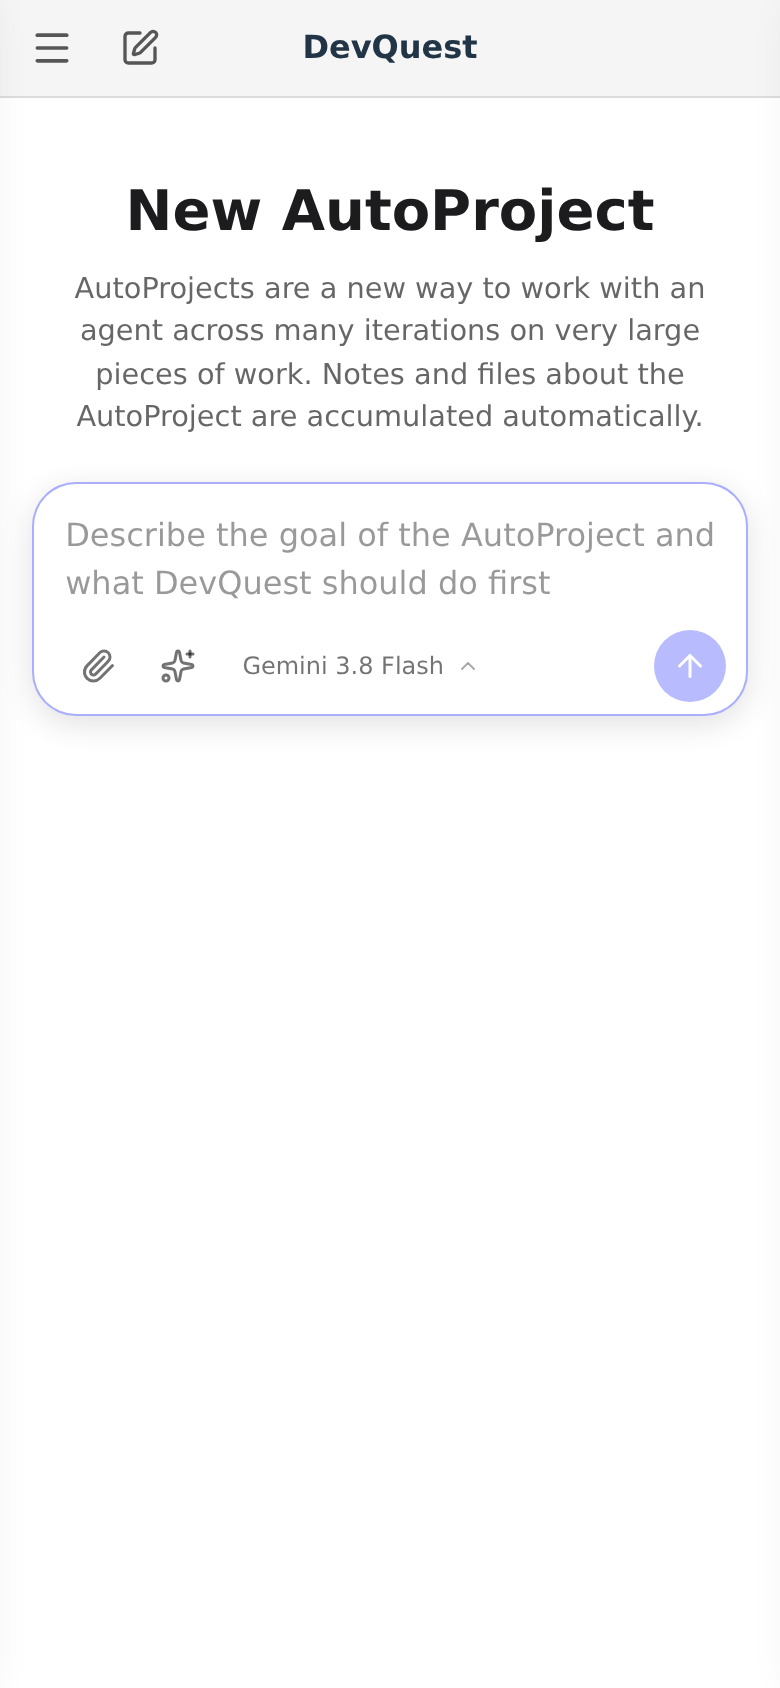 DevQuest
New AutoProject
AutoProjects are a new way to work with an
agent across many iterations on very large
pieces of work. Notes and files about the
AutoProject are accumulated automatically.
Describe the goal of the AutoProject and
what DevQuest should do first
Gemini 3.8 Flash